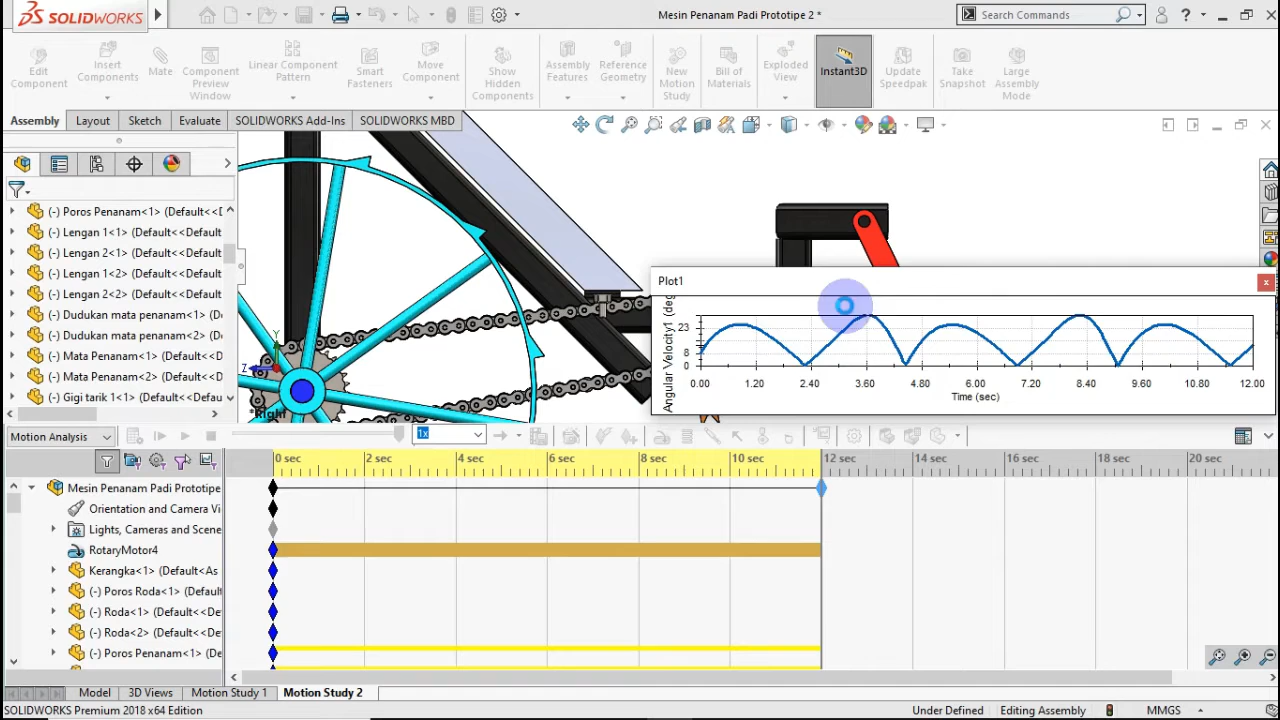 SOLIDWORKS
Mesin Penanam Padi Prototipe 2 *
Search Commands
?
Edit
Component
Insert
Components
Mate
Component
Preview
Window
Linear Component
Pattern
Smart
Fasteners
Move
Component
Show
Hidden
Components
Assembly
Features
Reference
Geometry
New
Motion
Study
Bill of
Materials
Exploded
View
Instant3D
Update
Speedpak
Take
Snapshot
Large
Assembly
Mode
Assembly
Layout
Sketch
Evaluate
SOLIDWORKS Add-Ins
SOLIDWORKS MBD
(-) Poros Penanam<1> (Default<<D
(-) Lengan 1<1> (Default<<Default
(-) Lengan 2<1> (Default<<Default
(-) Lengan 1<2> (Default<<Default
(-) Lengan 2<2> (Default<<Default
(-) Dudukan mata penanam<1> (
(-) Dudukan mata penanam<2> (
(-) Mata Penanam<1> (Default<<
(-) Mata Penanam<2> (Default<<
(-) Gigi tarik 1<1> (Default<<Defau
Y
Z
*Right
Plot1
Angular Velocity1 (deg
23
8
0
0.00 1.20 2.40 3.60 4.80 6.00 7.20 8.40 9.60 10.80 12.00
Time (sec)
Motion Analysis
1x
0 sec 2 sec 4 sec 6 sec 8 sec 10 sec 12 sec 14 sec 16 sec 18 sec 20 sec
Mesin Penanam Padi Prototipe
Orientation and Camera Vi
Lights, Cameras and Scene
RotaryMotor4
Kerangka<1> (Default<As
(-) Poros Roda<1> (Default
(-) Roda<1> (Default<<De
(-) Roda<2> (Default<<De
(-) Poros Penanam<1> (De
Model
3D Views
Motion Study 1
Motion Study 2
SOLIDWORKS Premium 2018 x64 Edition
Under Defined
Editing Assembly
MMGS